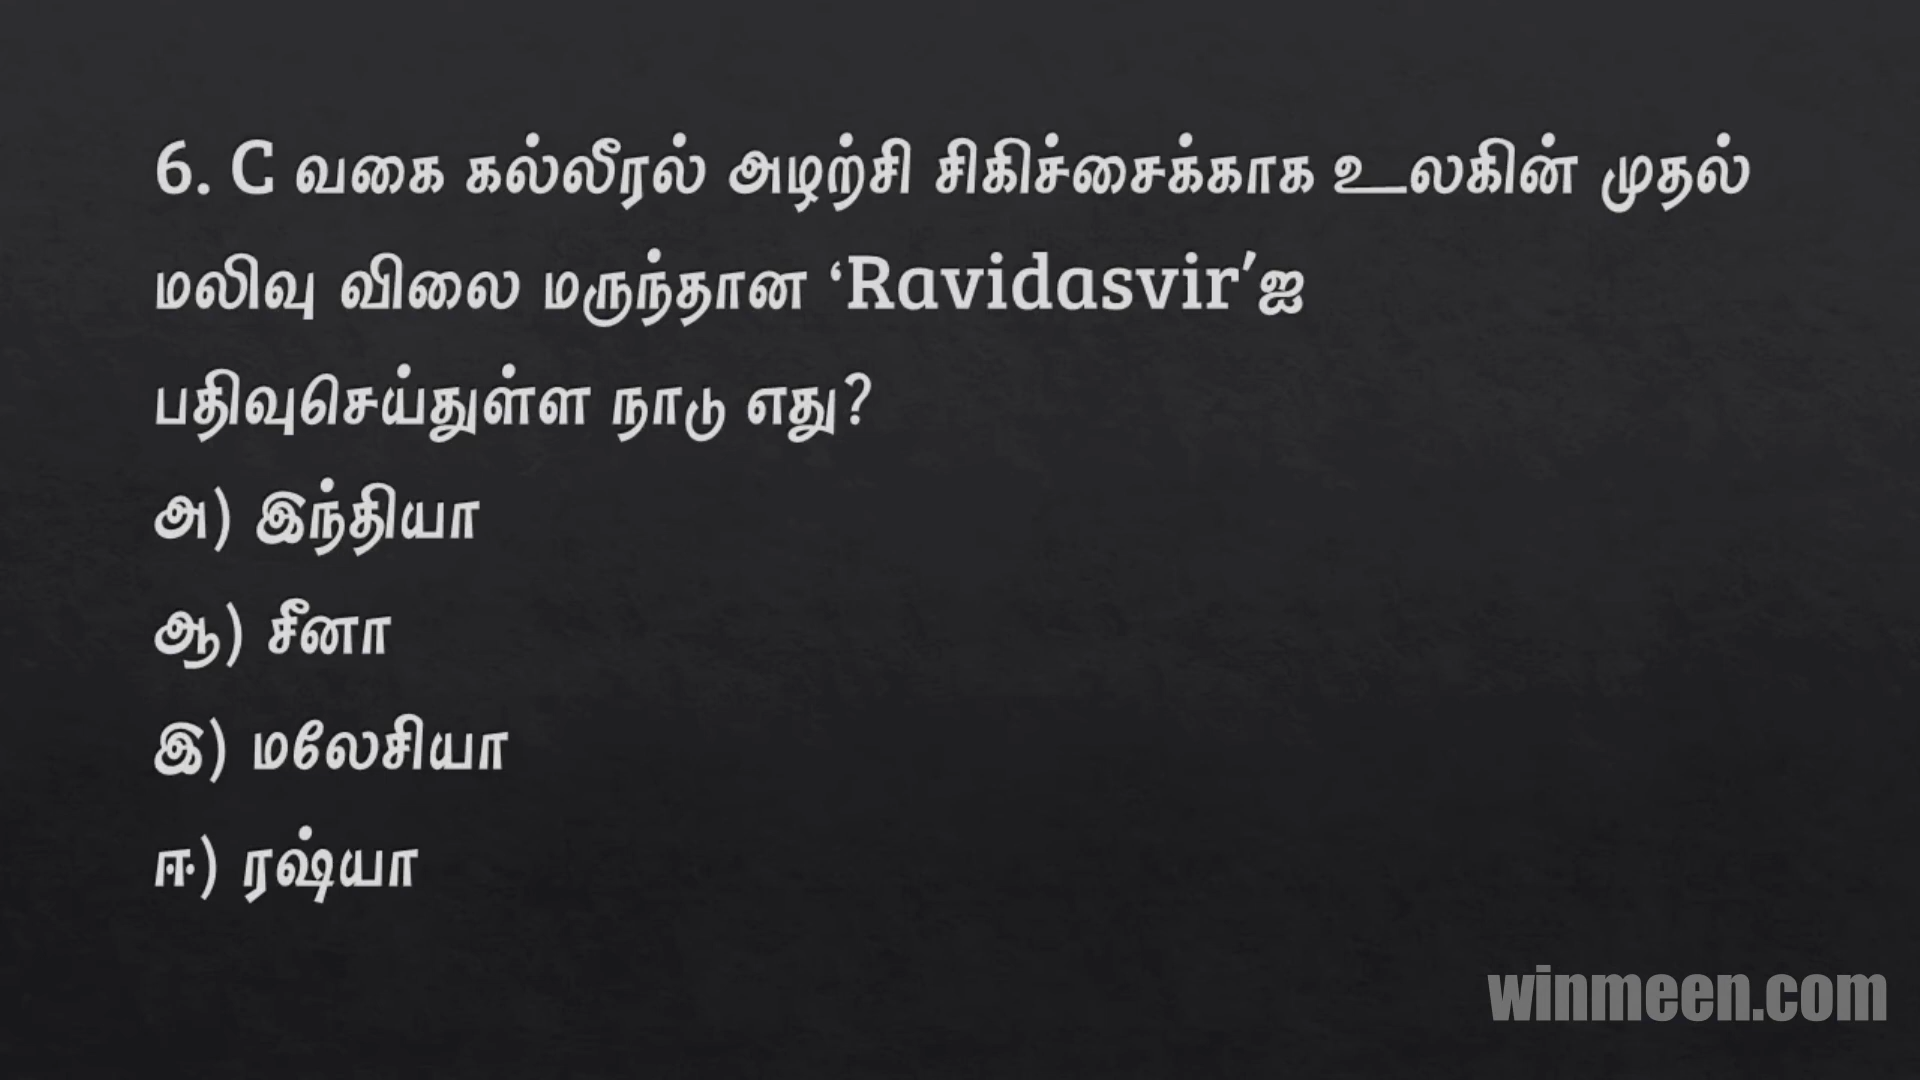 6. C வகை கல்லீரல் அழற்சி சிகிச்சைக்காக உலகின் முதல்
மலிவு விலை மருந்தான ‘Ravidasvir’ஐ
பதிவுசெய்துள்ள நாடு எது?
அ) இந்தியா
ஆ) சீனா
இ) மலேசியா
ஈ) ரஷ்யா
winmeen.com